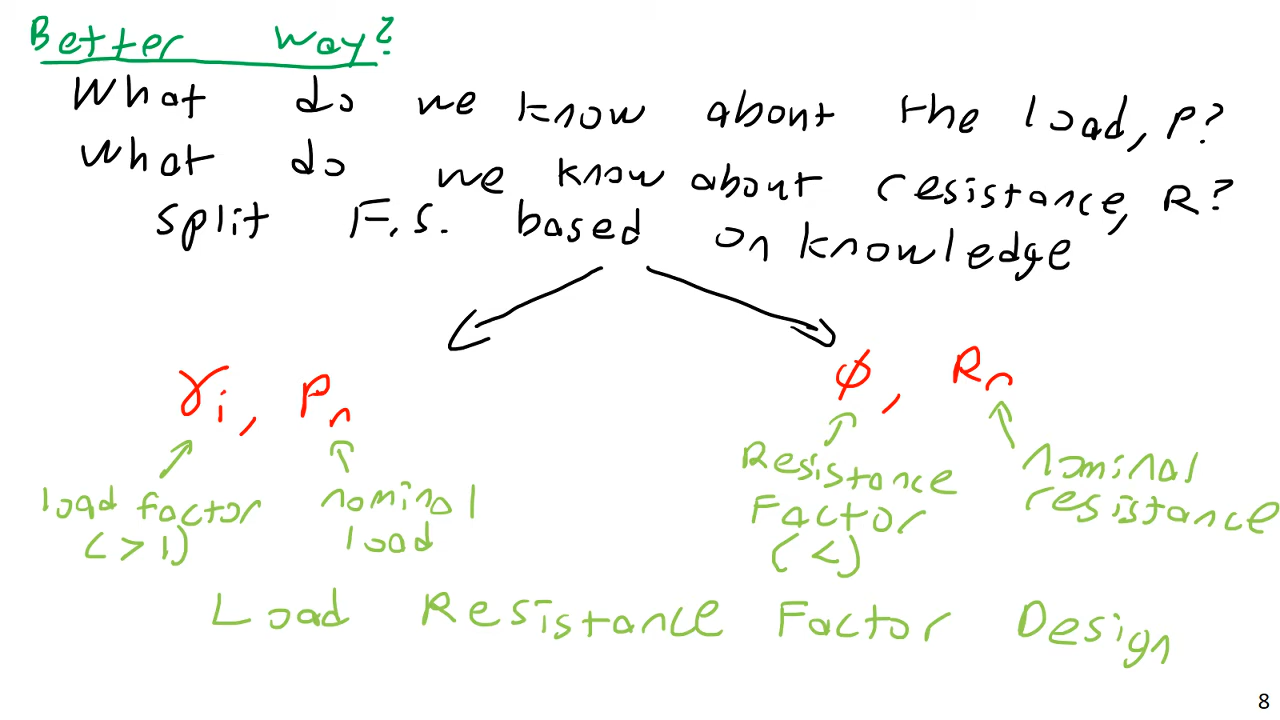 Better way?
What do we know about the load, P?
What do we know about resistance, R?
split F.S. based on knowledge
γi, Pn
ϕ, Rn
load factor
(>1)
nominal
load
Resistance
Factor
(<)
nominal
resistance
Load Resistance Factor Design
8